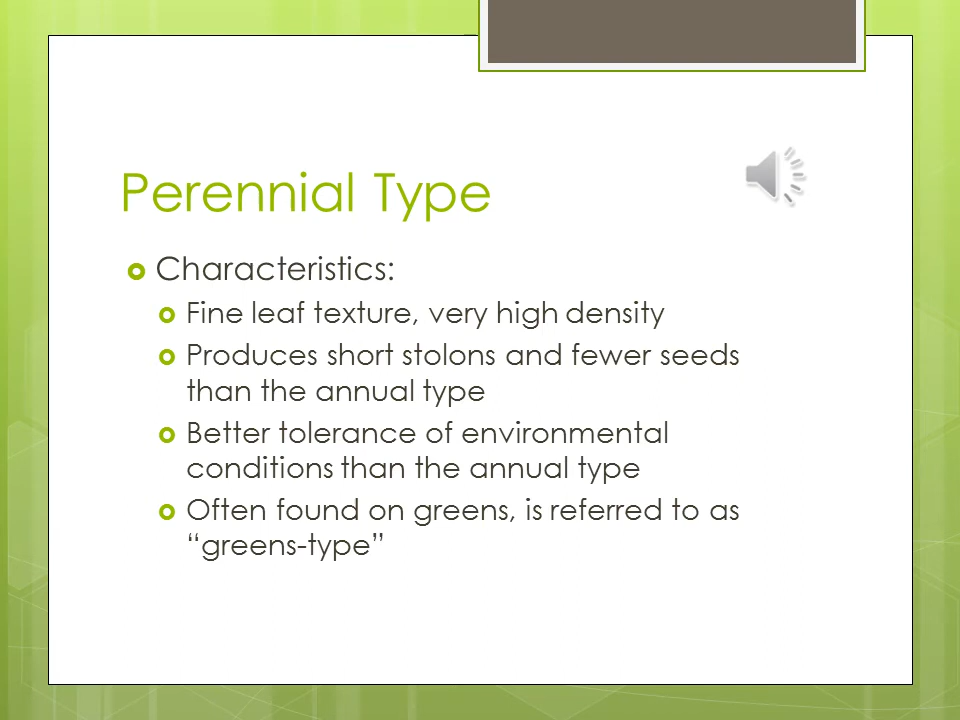 Perennial Type
Characteristics:
Fine leaf texture, very high density
Produces short stolons and fewer seeds
than the annual type
Better tolerance of environmental
conditions than the annual type
Often found on greens, is referred to as
“greens-type”